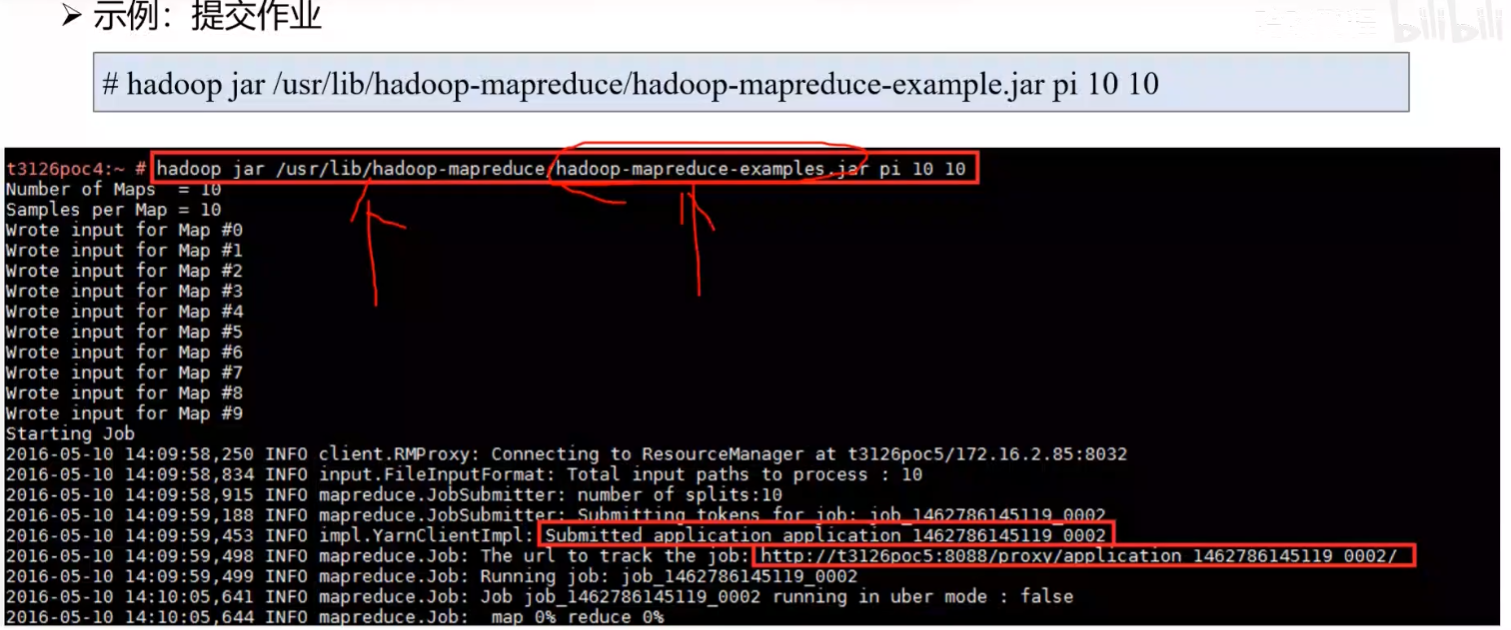 ➢ 示例：提交作业
bilibili
# hadoop jar /usr/lib/hadoop-mapreduce/hadoop-mapreduce-example.jar pi 10 10
t3126poc4:~ # hadoop jar /usr/lib/hadoop-mapreduce/hadoop-mapreduce-examples.jar pi 10 10
Number of Maps  = 10
Samples per Map = 10
Wrote input for Map #0
Wrote input for Map #1
Wrote input for Map #2
Wrote input for Map #3
Wrote input for Map #4
Wrote input for Map #5
Wrote input for Map #6
Wrote input for Map #7
Wrote input for Map #8
Wrote input for Map #9
Starting Job
2016-05-10 14:09:58,250 INFO client.RMProxy: Connecting to ResourceManager at t3126poc5/172.16.2.85:8032
2016-05-10 14:09:58,834 INFO input.FileInputFormat: Total input paths to process : 10
2016-05-10 14:09:58,915 INFO mapreduce.JobSubmitter: number of splits:10
2016-05-10 14:09:59,188 INFO mapreduce.JobSubmitter: Submitting tokens for job: job_1462786145119_0002
2016-05-10 14:09:59,453 INFO impl.YarnClientImpl: Submitted application application_1462786145119_0002
2016-05-10 14:09:59,498 INFO mapreduce.Job: The url to track the job: http://t3126poc5:8088/proxy/application_1462786145119_0002/
2016-05-10 14:09:59,499 INFO mapreduce.Job: Running job: job_1462786145119_0002
2016-05-10 14:10:05,641 INFO mapreduce.Job: Job job_1462786145119_0002 running in uber mode : false
2016-05-10 14:10:05,644 INFO mapreduce.Job:  map 0% reduce 0%